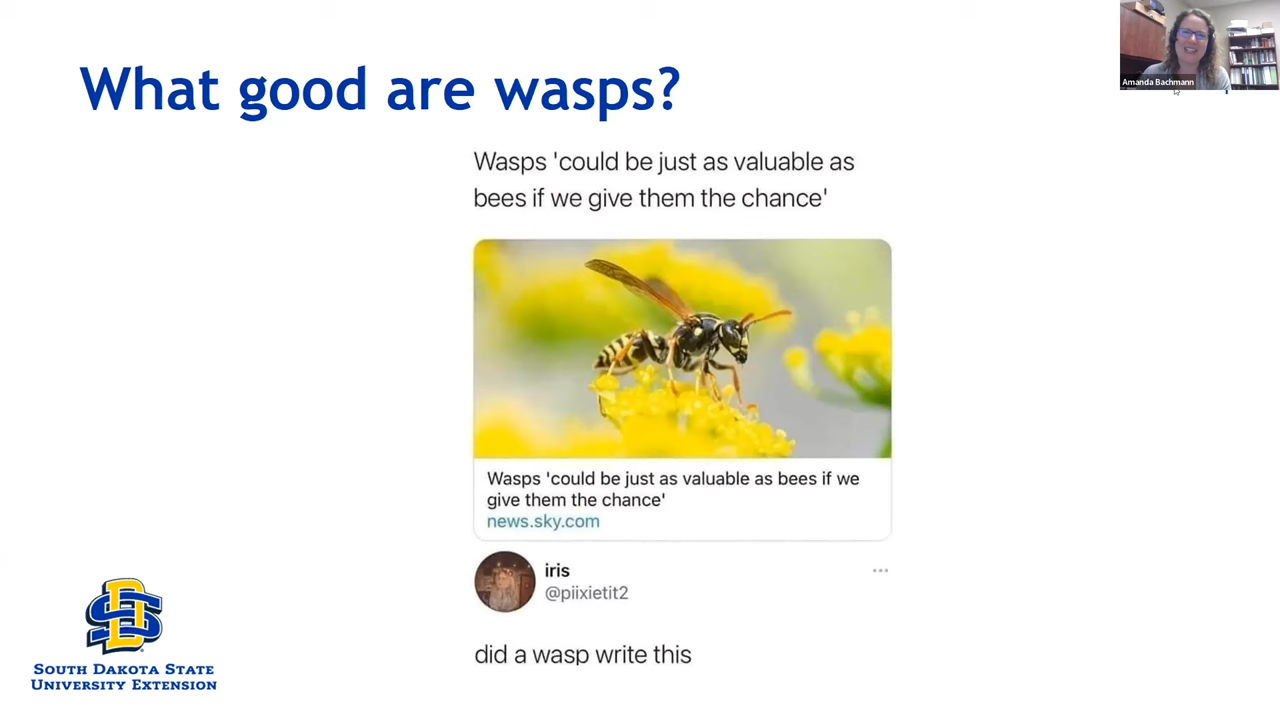 What good are wasps?
Amanda Bachmann
Wasps 'could be just as valuable as
bees if we give them the chance'
Wasps 'could be just as valuable as bees if we
give them the chance'
news.sky.com
iris
@piixietit2
did a wasp write this
SD
SOUTH DAKOTA STATE
UNIVERSITY EXTENSION